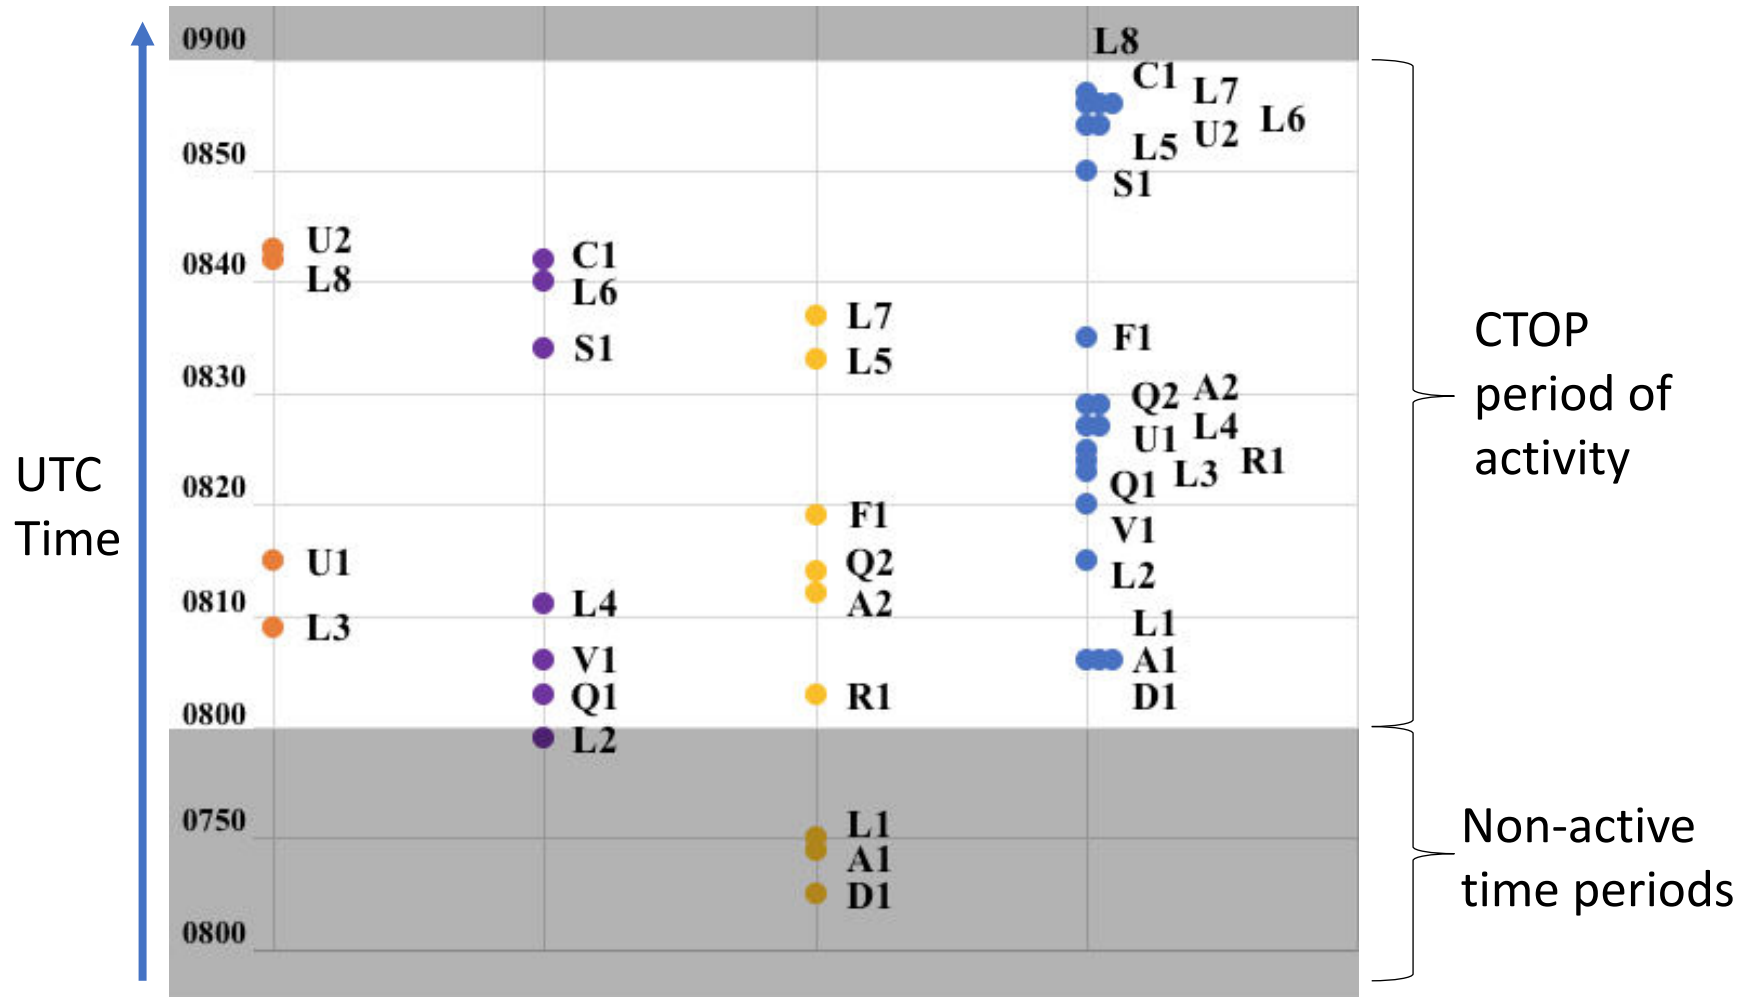 0900
L8
C1
L7
L6
0850
L5
U2
S1
U2
0840
C1
L8
L6
L7
F1
S1
L5
0830
Q2
A2
U1
L4
R1
0820
Q1
L3
F1
V1
U1
Q2
L2
0810
L4
A2
L3
L1
V1
A1
Q1
R1
D1
0800
L2
0750
L1
A1
D1
0800
UTC
Time
CTOP
period of
activity
Non-active
time periods